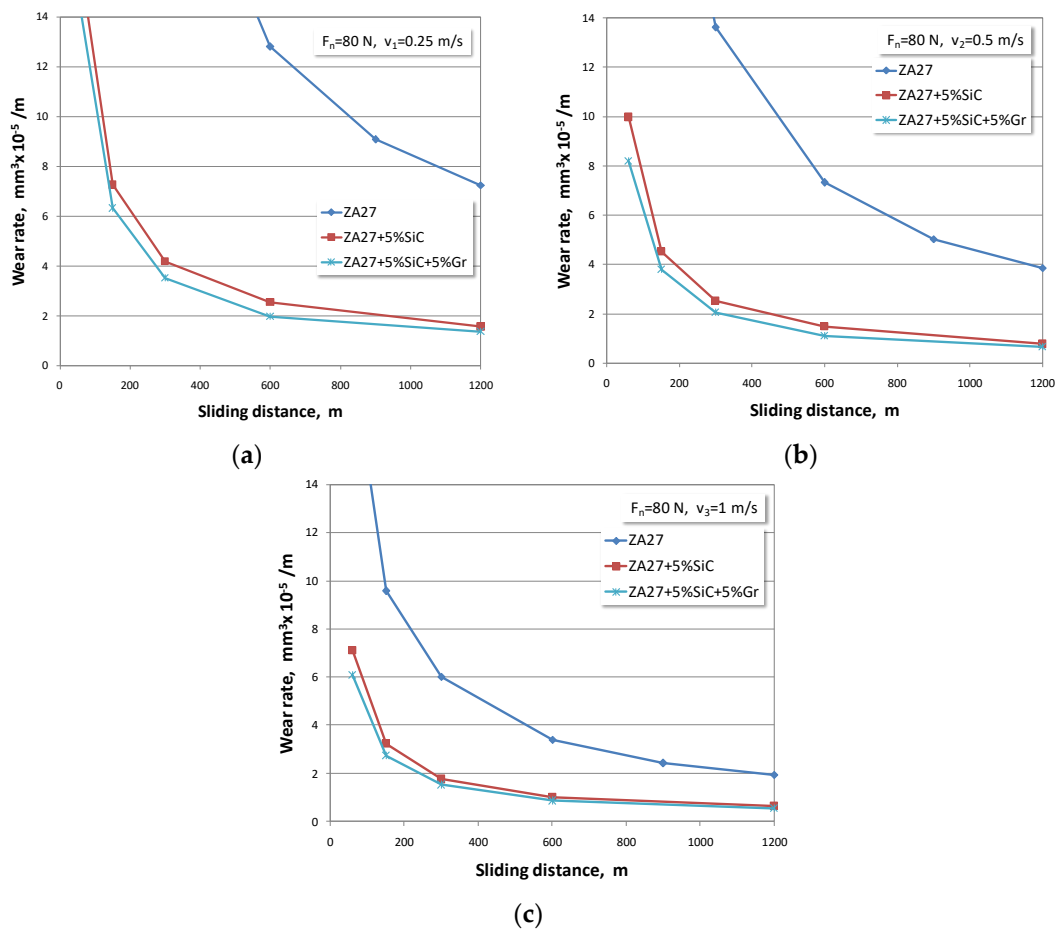 Fn=80 N, v1=0.25 m/s
ZA27
ZA27+5%SiC
ZA27+5%SiC+5%Gr
Wear rate, mm³x 10⁻⁵ /m
14
12
10
8
6
4
2
0
0 200 400 600 800 1000 1200
Sliding distance, m
(a)
Fn=80 N, v2=0.5 m/s
ZA27
ZA27+5%SiC
ZA27+5%SiC+5%Gr
Wear rate, mm³x 10⁻⁵ /m
14
12
10
8
6
4
2
0
0 200 400 600 800 1000 1200
Sliding distance, m
(b)
Fn=80 N, v3=1 m/s
ZA27
ZA27+5%SiC
ZA27+5%SiC+5%Gr
Wear rate, mm³x 10⁻⁵ /m
14
12
10
8
6
4
2
0
0 200 400 600 800 1000 1200
Sliding distance, m
(c)